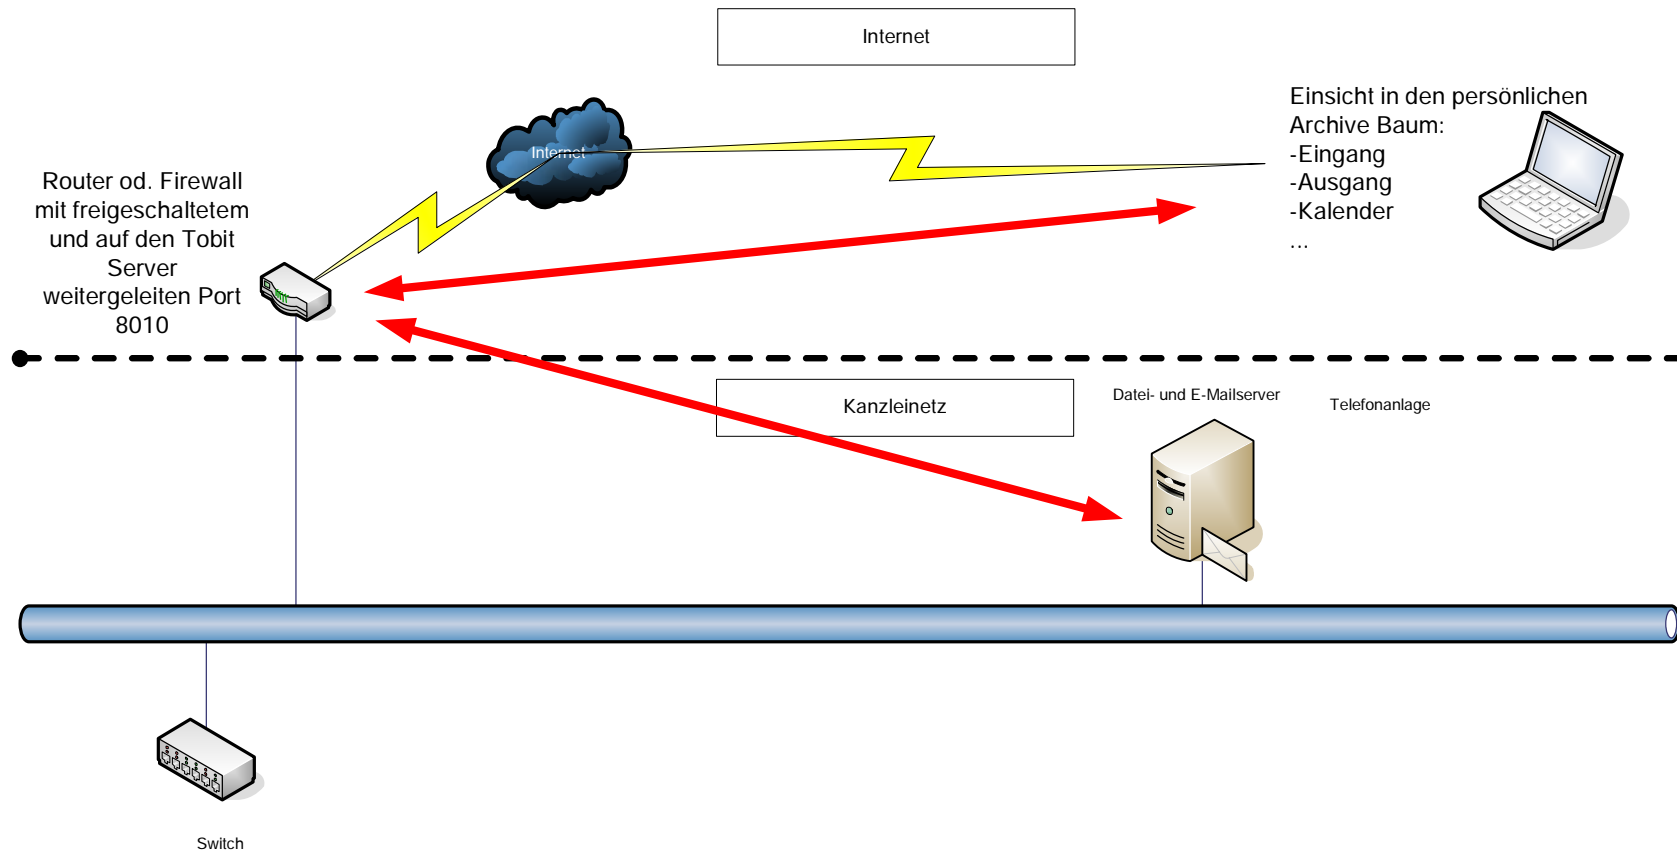 Internet
Internet
Einsicht in den persönlichen
Archive Baum:
-Eingang
-Ausgang
-Kalender
...
Router od. Firewall
mit freigeschaltetem
und auf den Tobit
Server
weitergeleiten Port
8010
Kanzleinetz
Datei- und E-Mailserver
Telefonanlage
Switch